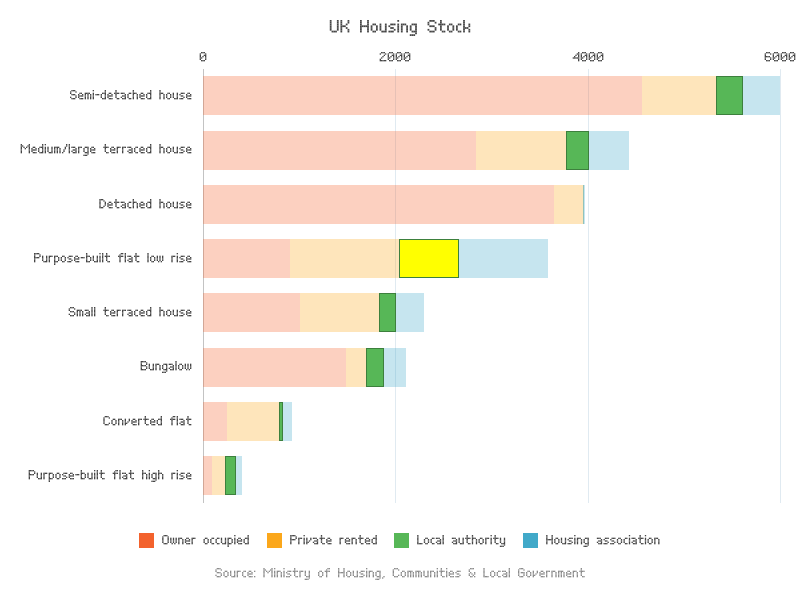 UK Housing Stock
0 2000 4000 6000
Semi-detached house
Medium/large terraced house
Detached house
Purpose-built flat low rise
Small terraced house
Bungalow
Converted flat
Purpose-built flat high rise
Owner occupied Private rented Local authority Housing association
Source: Ministry of Housing, Communities & Local Government